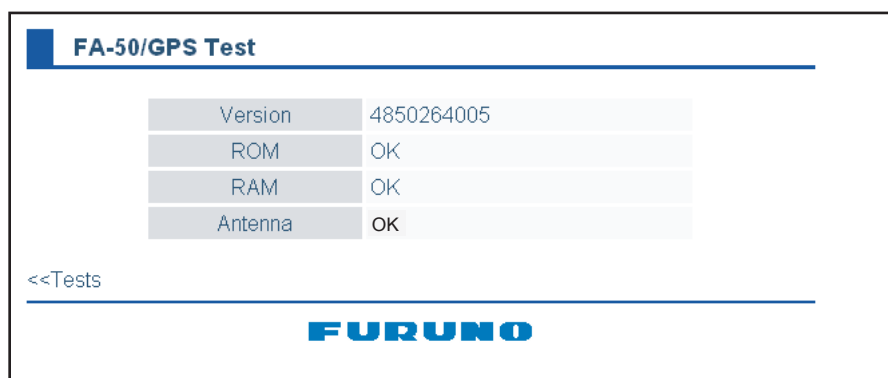 FA-50/GPS Test
Version 4850264005
ROM OK
RAM OK
Antenna OK
<<Tests
FURUNO